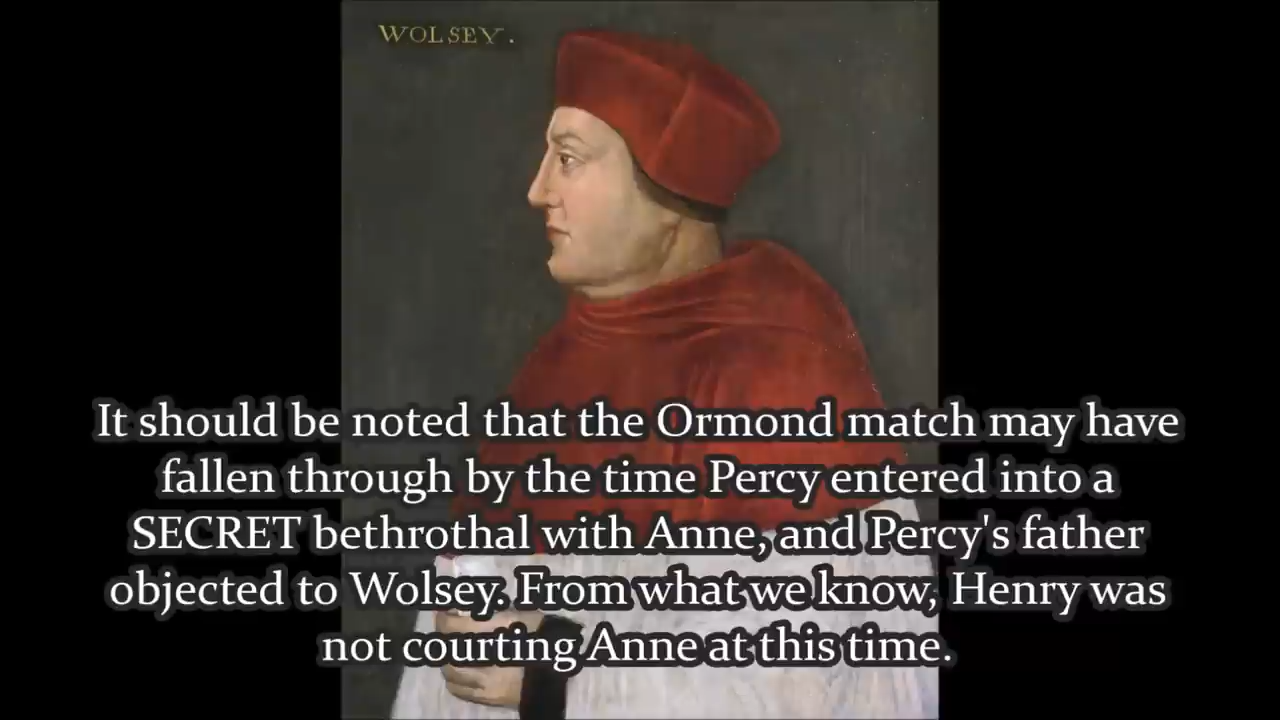 WOLSEY.
It should be noted that the Ormond match may have
fallen through by the time Percy entered into a
SECRET bethrothal with Anne, and Percy's father
objected to Wolsey. From what we know, Henry was
not courting Anne at this time.